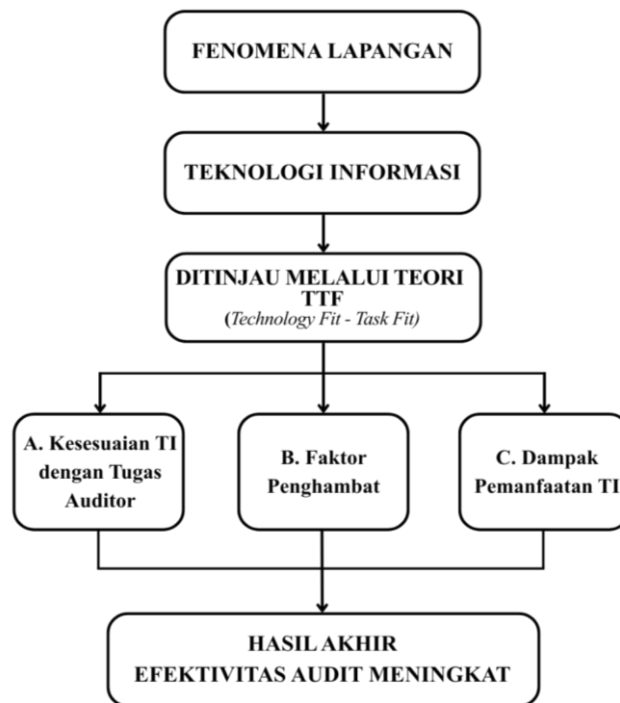 FENOMENA LAPANGAN
TEKNOLOGI INFORMASI
DITINJAU MELALUI TEORI
TTF
(Technology Fit - Task Fit)
A. Kesesuaian TI
dengan Tugas
Auditor
B. Faktor
Penghambat
C. Dampak
Pemanfaatan TI
HASIL AKHIR
EFEKTIVITAS AUDIT MENINGKAT